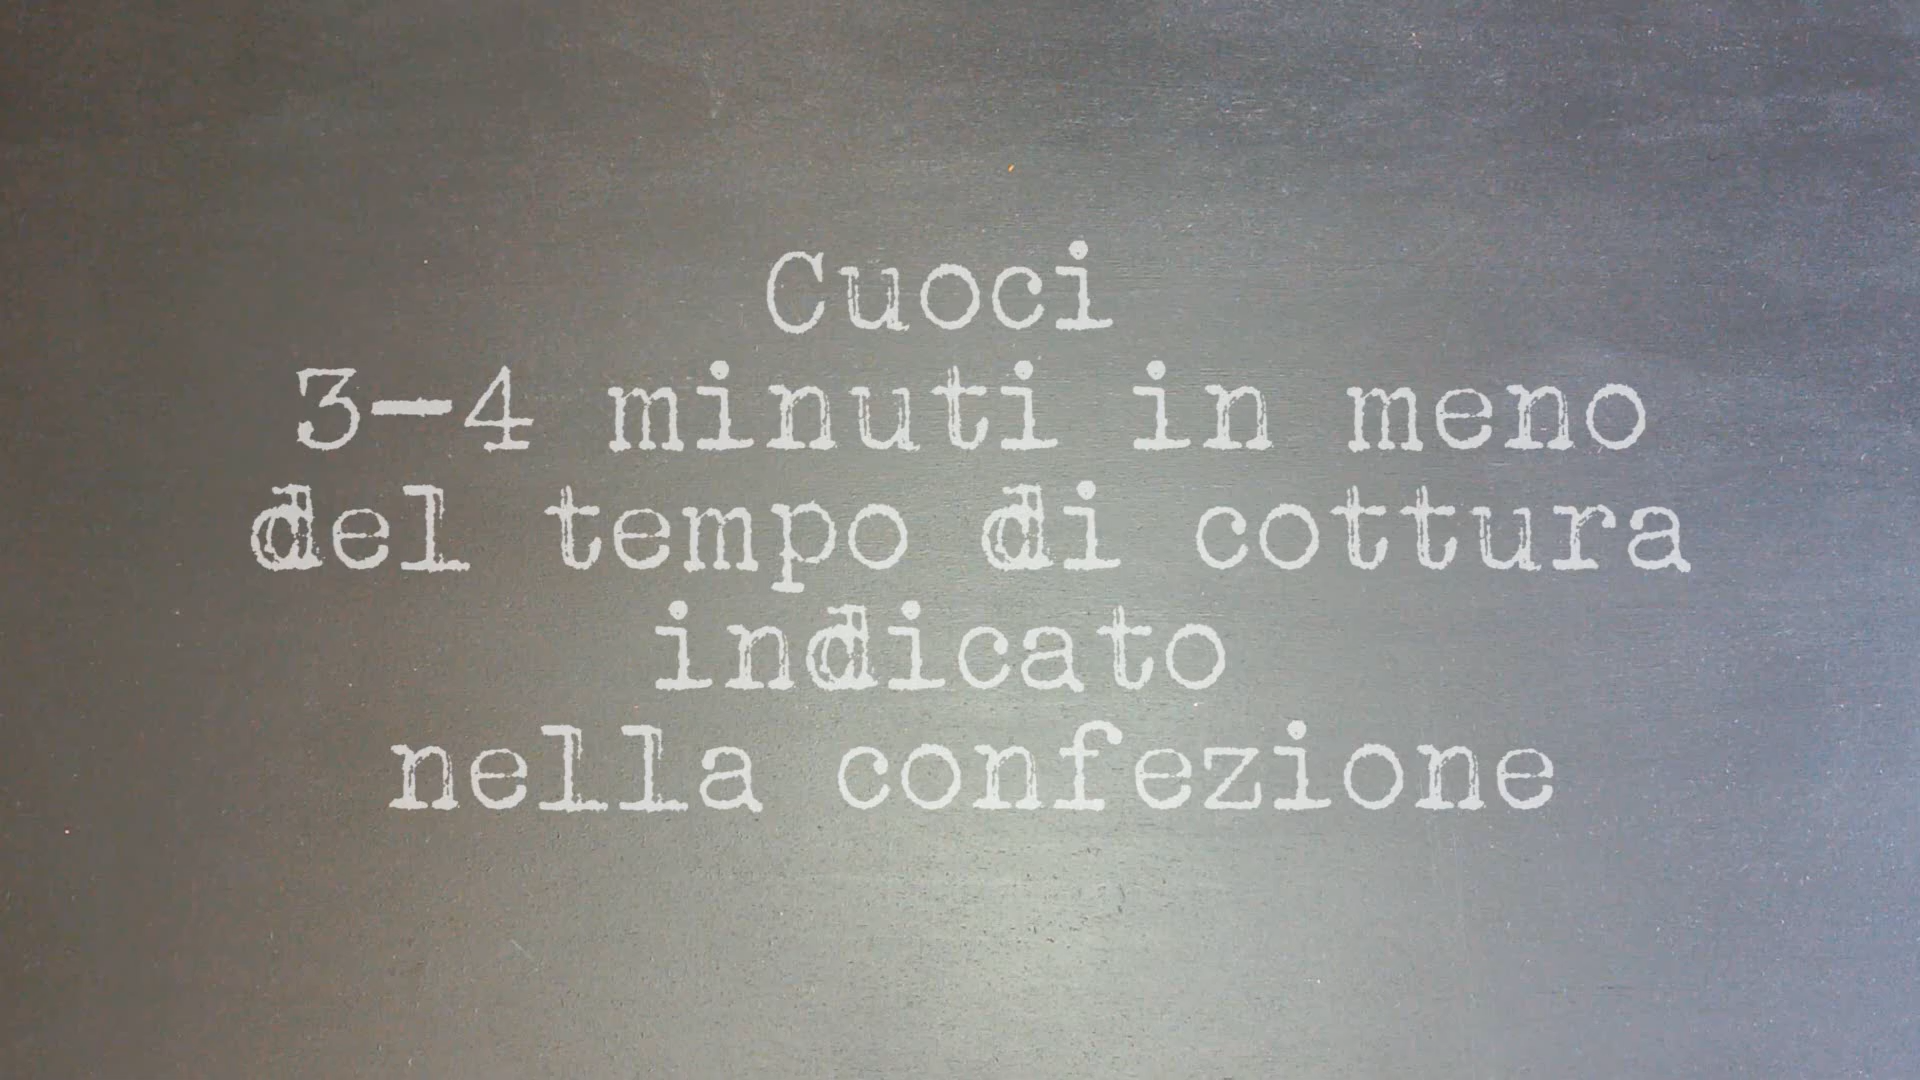 Cuoci
3-4 minuti in meno
del tempo di cottura
indicato
nella confezione